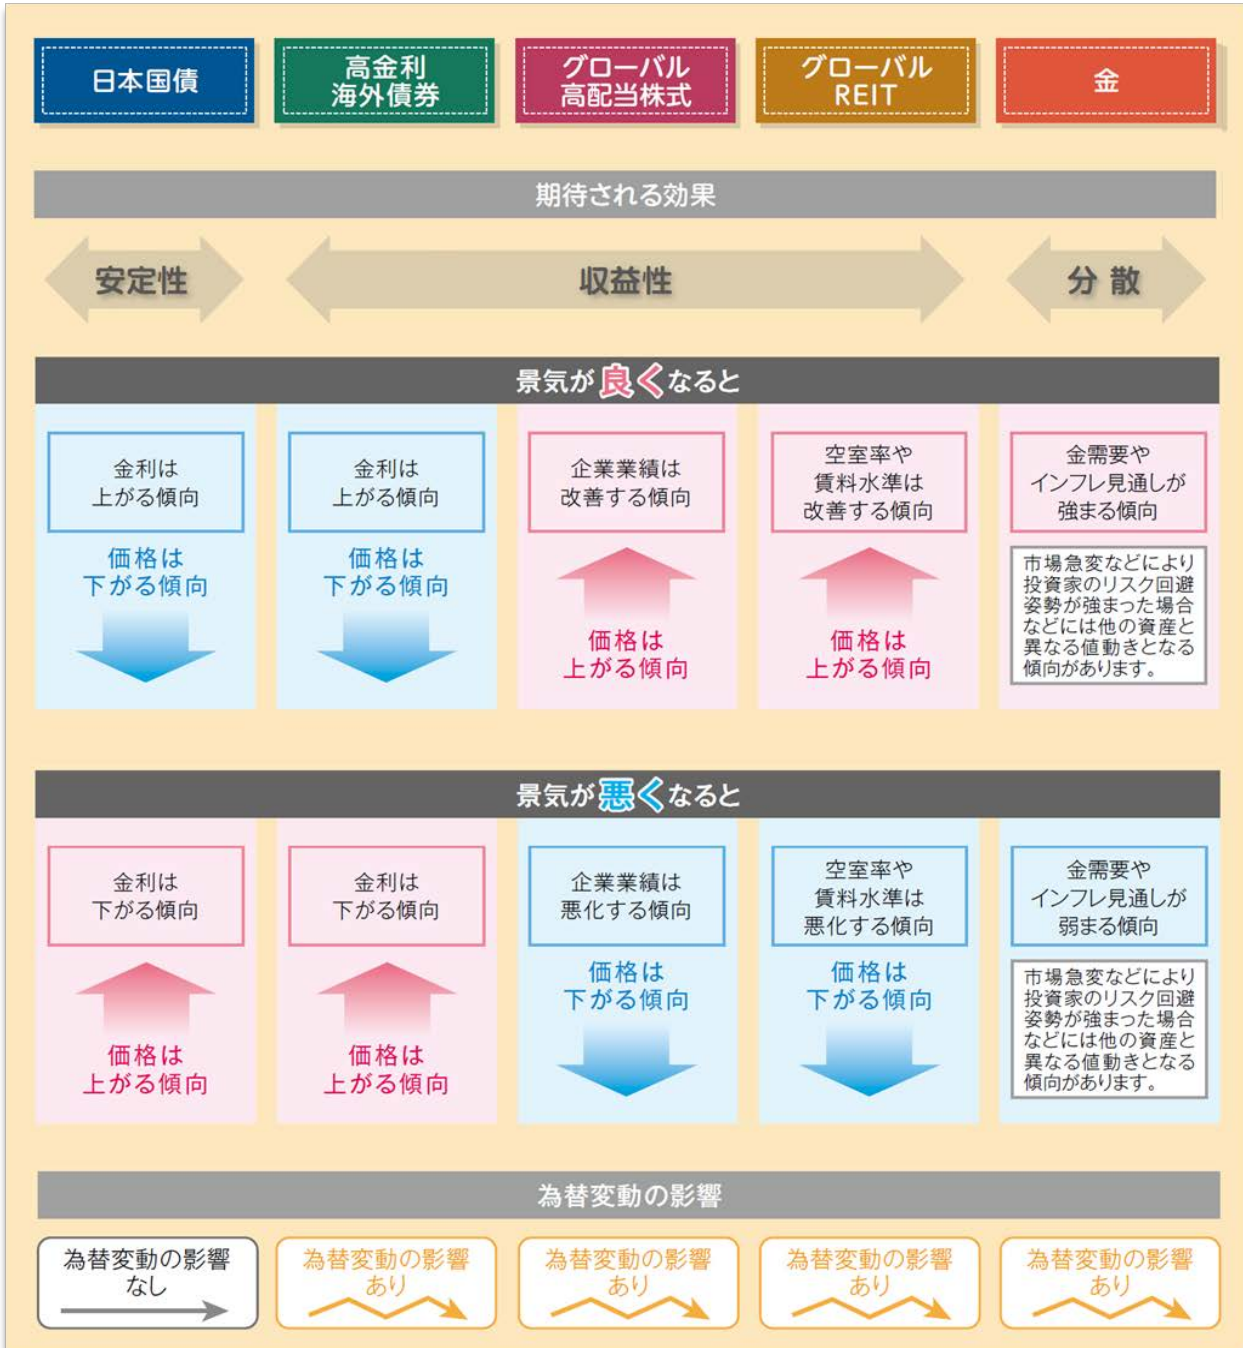 日本国債
高金利
海外債券
グローバル
高配当株式
グローバル
REIT
金
期待される効果
安定性
収益性
分 散
景気が良くなると
金利は
上がる傾向
価格は
下がる傾向
金利は
上がる傾向
価格は
下がる傾向
企業業績は
改善する傾向
価格は
上がる傾向
空室率や
賃料水準は
改善する傾向
価格は
上がる傾向
金需要や
インフレ見通しが
強まる傾向
市場急変などにより
投資家のリスク回避
姿勢が強まった場合
などには他の資産と
異なる値動きとなる
傾向があります。
景気が悪くなると
金利は
下がる傾向
価格は
上がる傾向
金利は
下がる傾向
価格は
上がる傾向
企業業績は
悪化する傾向
価格は
下がる傾向
空室率や
賃料水準は
悪化する傾向
価格は
下がる傾向
金需要や
インフレ見通しが
弱まる傾向
市場急変などにより
投資家のリスク回避
姿勢が強まった場合
などには他の資産と
異なる値動きとなる
傾向があります。
為替変動の影響
為替変動の影響
なし
為替変動の影響
あり
為替変動の影響
あり
為替変動の影響
あり
為替変動の影響
あり